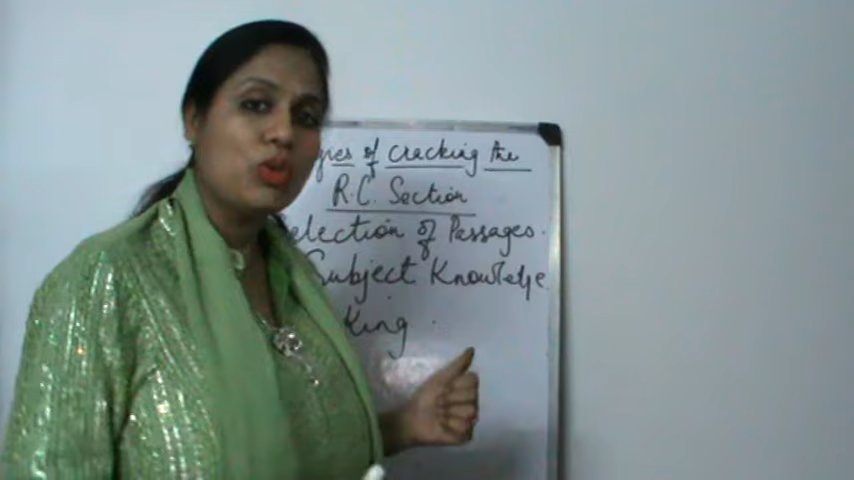 of cracking the
R.C. Section
election of Passages.
Subject Knowledge
King.